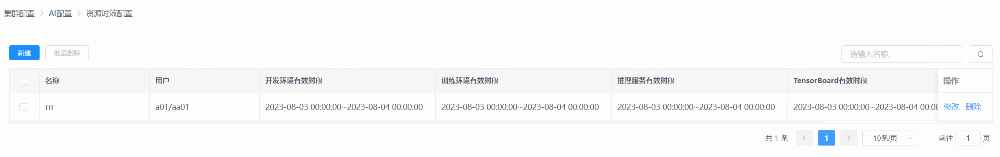 集群配置 > AI配置 > 资源时效配置
新建 批量删除 请输入名称
名称 用户 开发环境有效时段 训练环境有效时段 推理服务有效时段 TensorBoard有效时段 操作
rrr a01/aa01 2023-08-03 00:00:00~2023-08-04 00:00:00 2023-08-03 00:00:00~2023-08-04 00:00:00 2023-08-03 00:00:00~2023-08-04 00:00:00 2023-08-03 00:00:00~2023-08-04 00:00:00 修改 删除
共 1 条 < 1 > 10条/页 前往 1 页